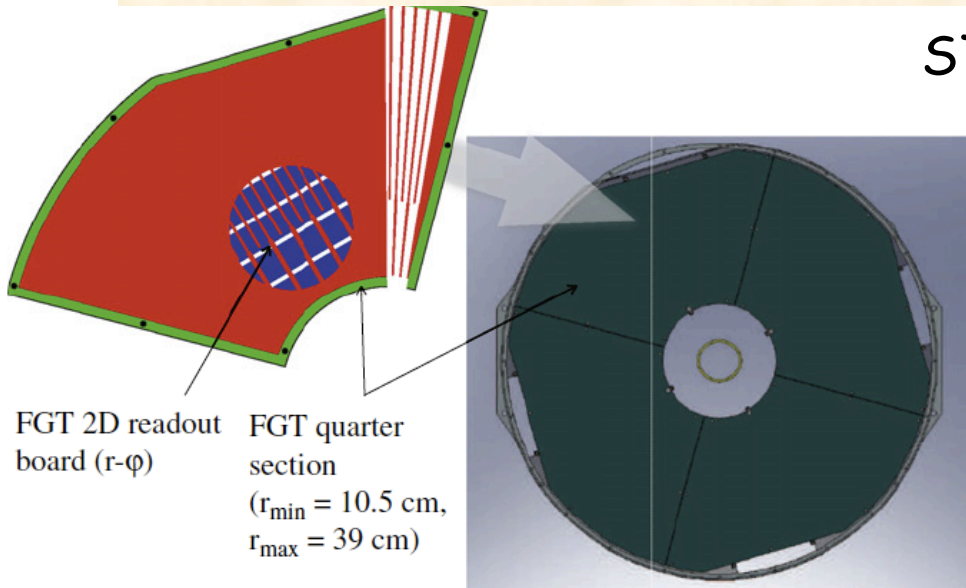 FGT 2D readout
board (r-φ)
FGT quarter
section
(rmin = 10.5 cm,
rmax = 39 cm)